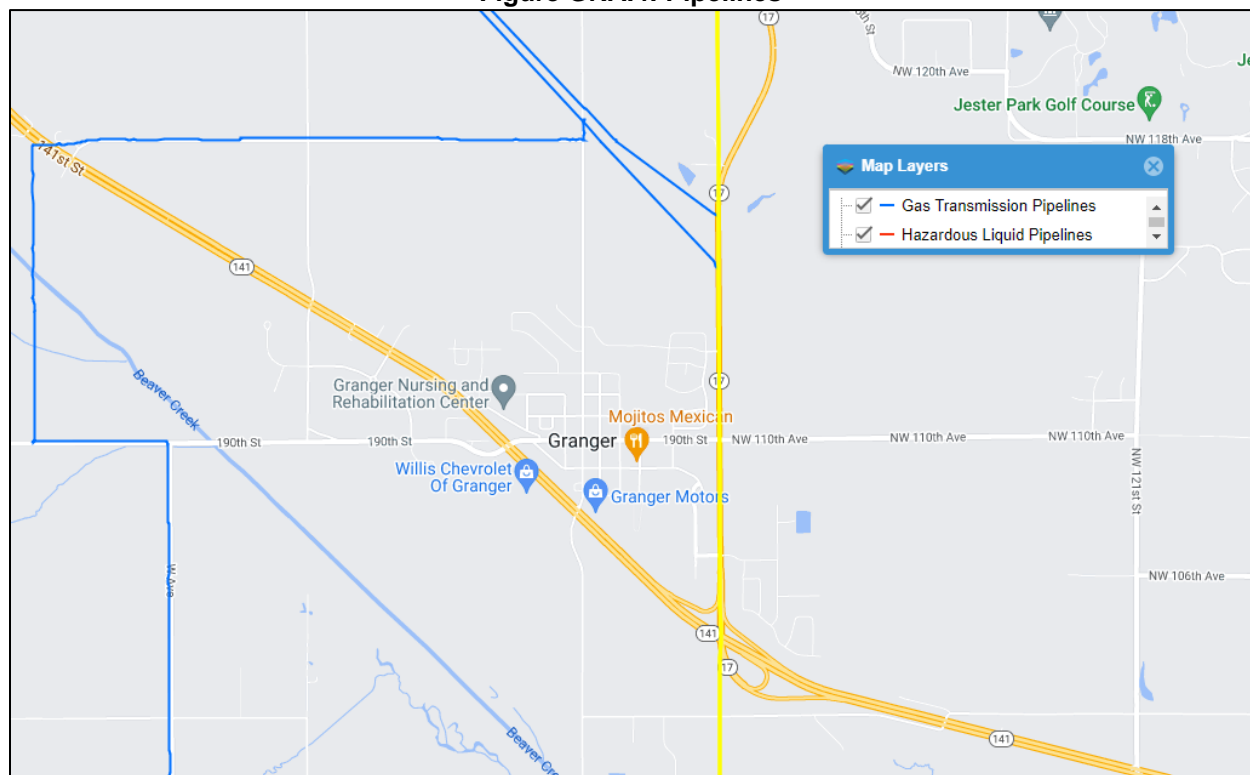 17
NW 120th Ave
Jester Park Golf Course
NW 118th Ave
Map Layers
Gas Transmission Pipelines
Hazardous Liquid Pipelines
141st St
17
141
Beaver Creek
17
Granger Nursing and
Rehabilitation Center
Mojitos Mexican
190th St
190th St
Granger
190th St
NW 110th Ave
NW 110th Ave
NW 110th Ave
Willis Chevrolet
Of Granger
Granger Motors
NW 121st St
W Ave
NW 106th Ave
141
17
141